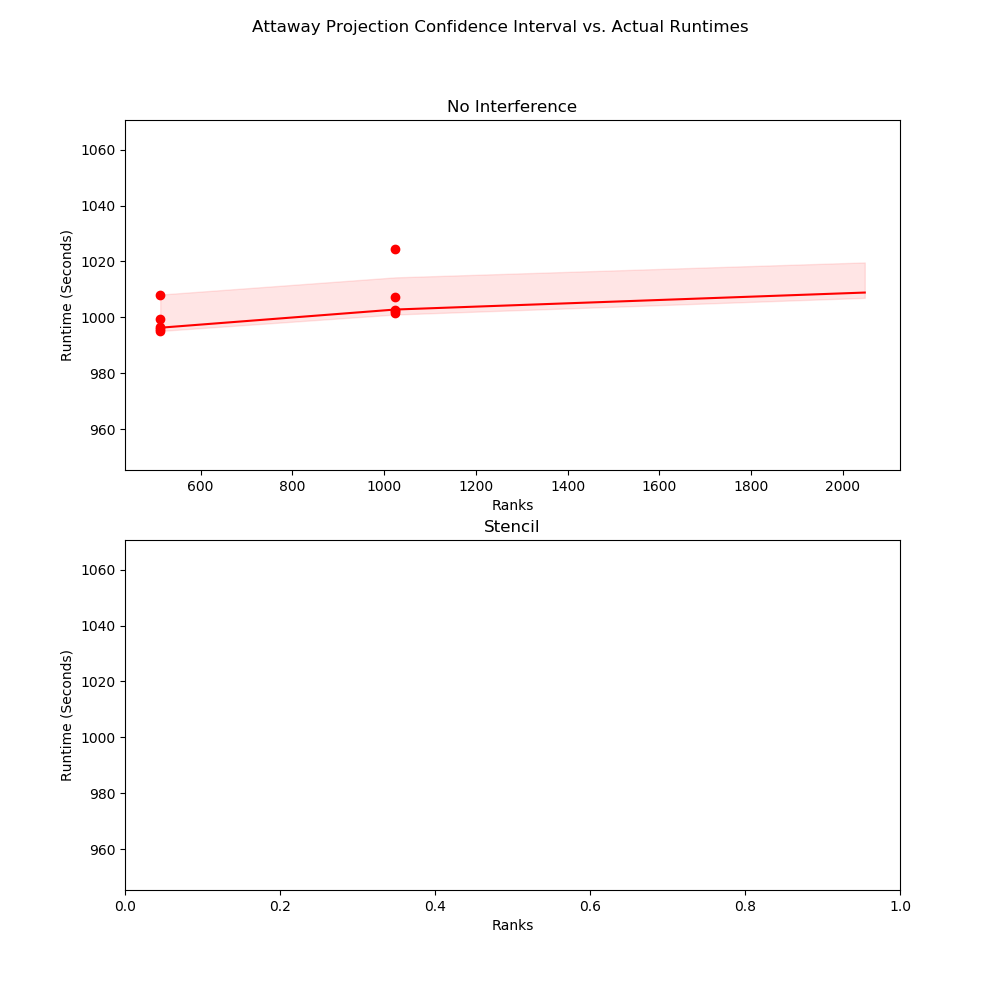 Attaway Projection Confidence Interval vs. Actual Runtimes
No Interference
1060
1040
1020
1000
980
960
Runtime (Seconds)
600 800 1000 1200 1400 1600 1800 2000
Ranks
Stencil
1060
1040
1020
1000
980
960
Runtime (Seconds)
0.0 0.2 0.4 0.6 0.8 1.0
Ranks